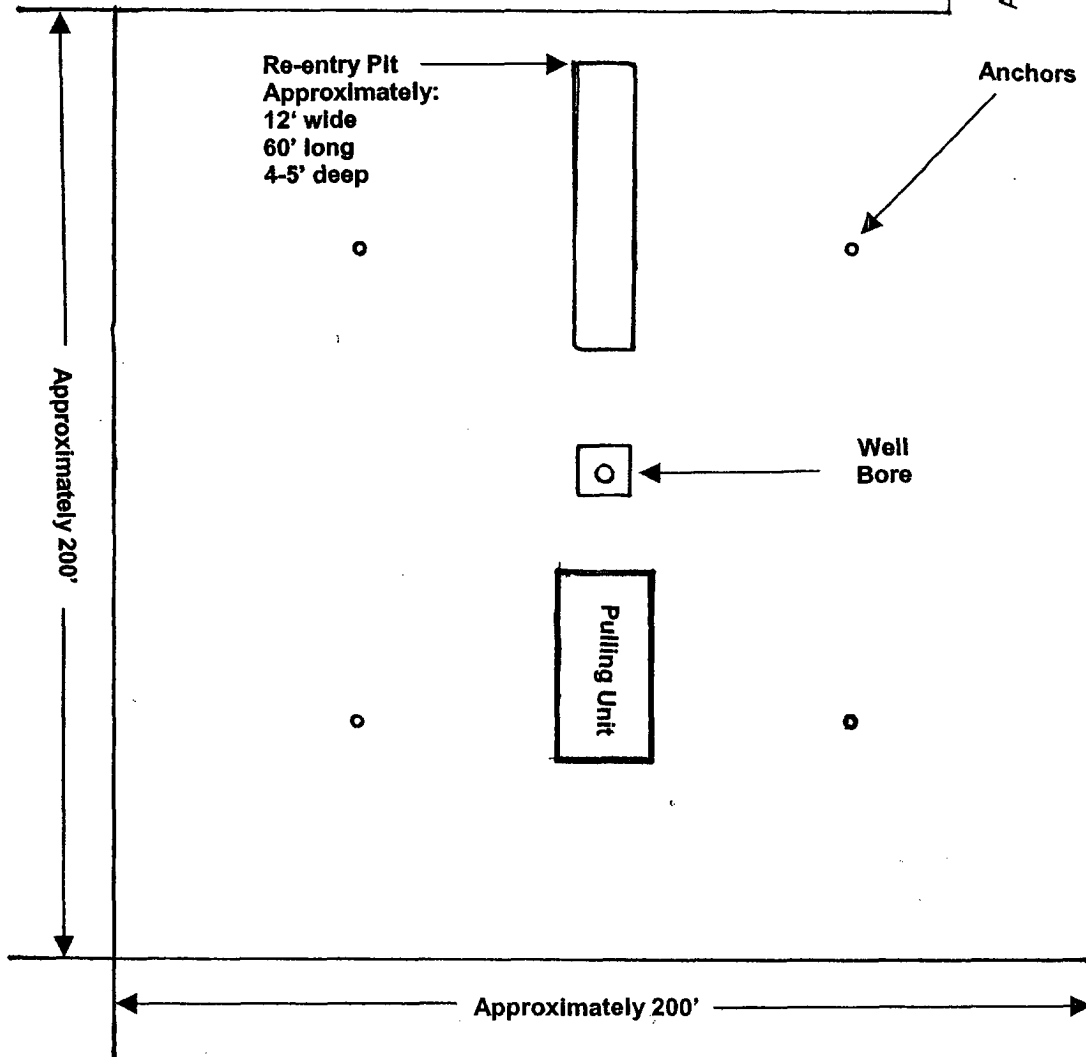 Re-entry Pit
Approximately:
12' wide
60' long
4-5' deep
Anchors
Approximately 200'
Well
Bore
Pulling Unit
Approximately 200'